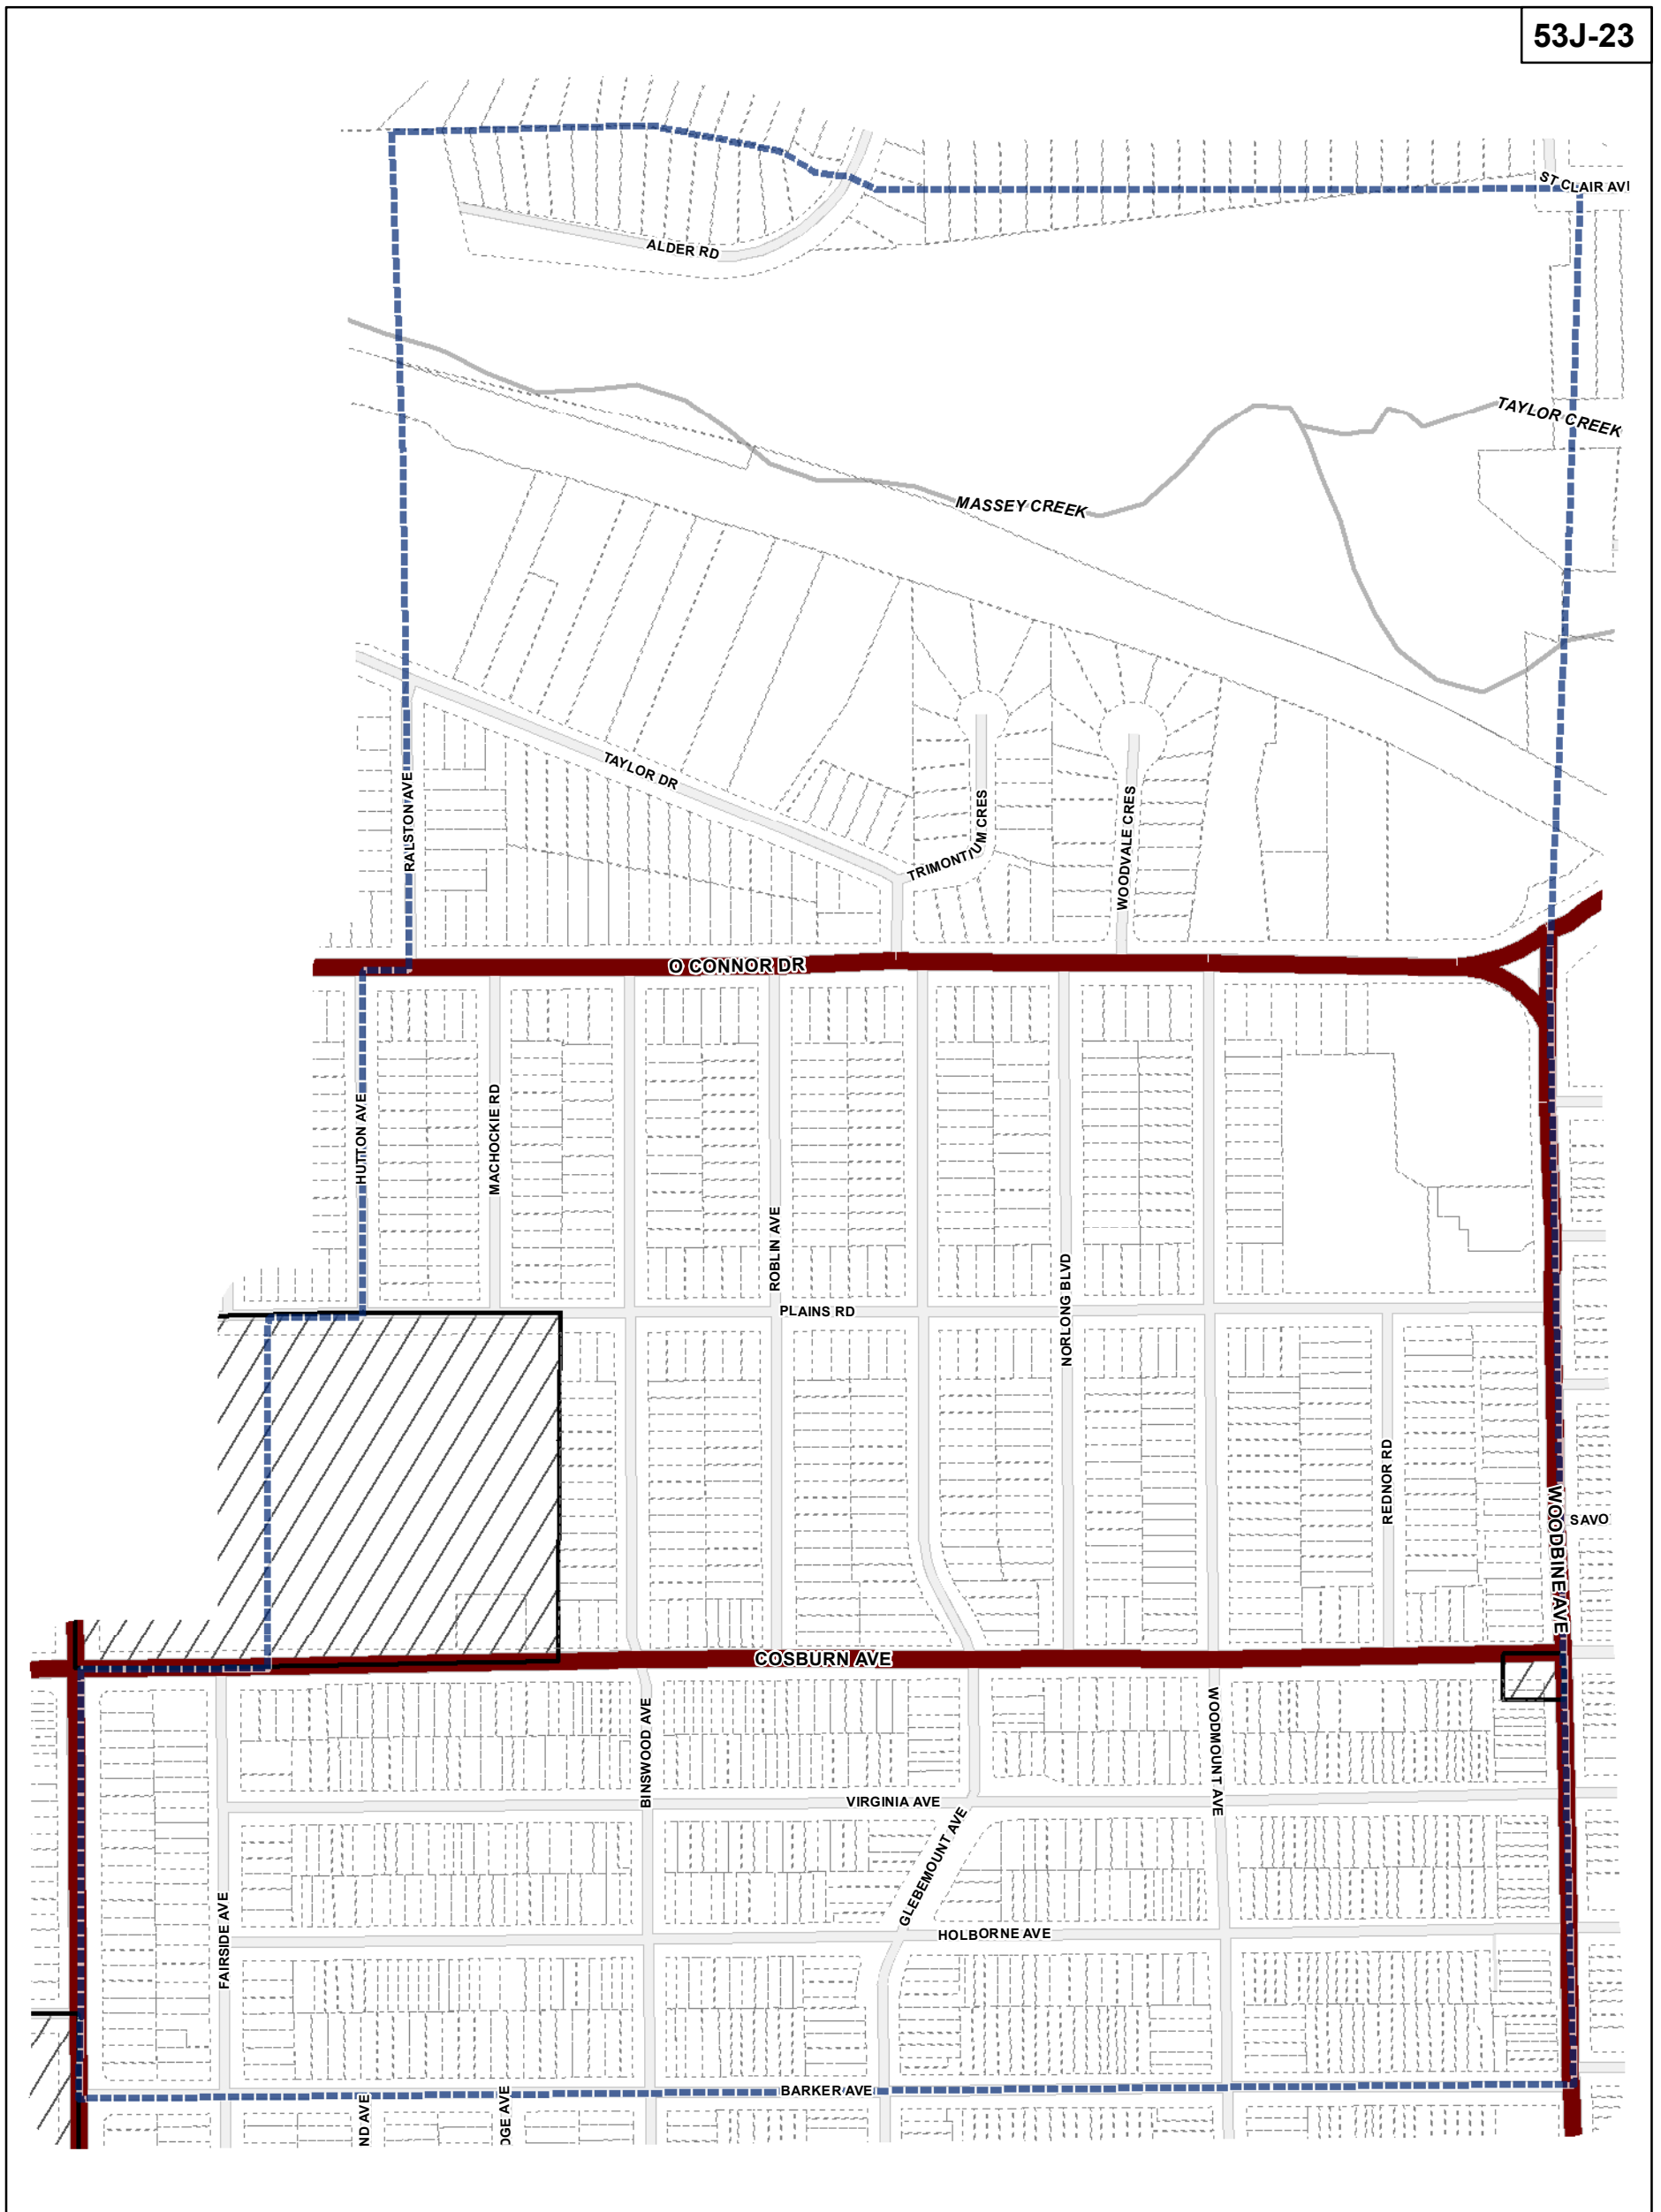 53J-23
ST CLAIR AV
ALDER RD
TAYLOR CREEK
MASSEY CREEK
TAYLOR DR
RALSTON AVE
TRIMONTIUM CRES
WOODVALE CRES
O CONNOR DR
HUTTON AVE
MACHOCKIE RD
ROBLIN AVE
NORLONG BLVD
PLAINS RD
REDNOR RD
WOODBINE AVE
SAVO
COSBURN AVE
BINSWOOD AVE
WOODMOUNT AVE
VIRGINIA AVE
GLEBEMOUNT AVE
FAIRSIDE AVE
HOLBORNE AVE
BARKER AVE
ND AVE
DGE AVE